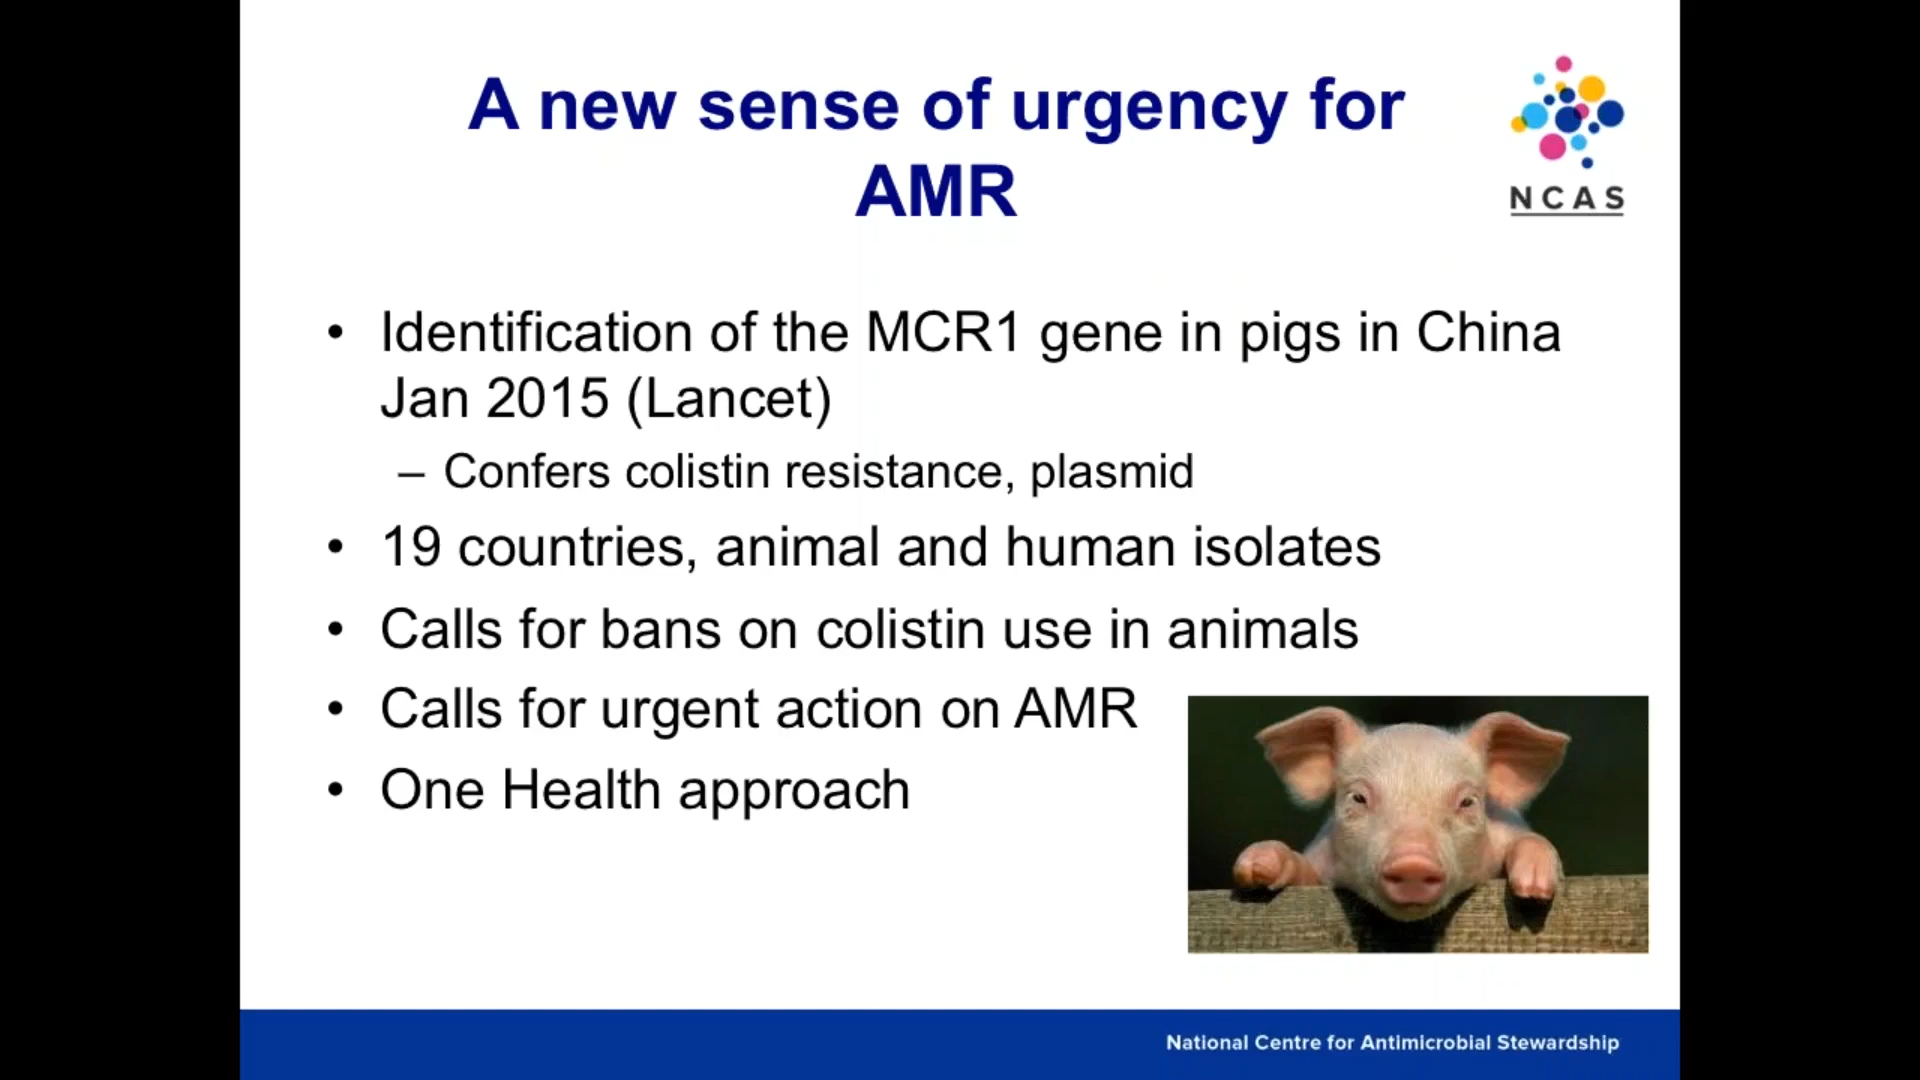 A new sense of urgency for
AMR
NCAS
• Identification of the MCR1 gene in pigs in China
Jan 2015 (Lancet)
– Confers colistin resistance, plasmid
• 19 countries, animal and human isolates
• Calls for bans on colistin use in animals
• Calls for urgent action on AMR
• One Health approach
National Centre for Antimicrobial Stewardship